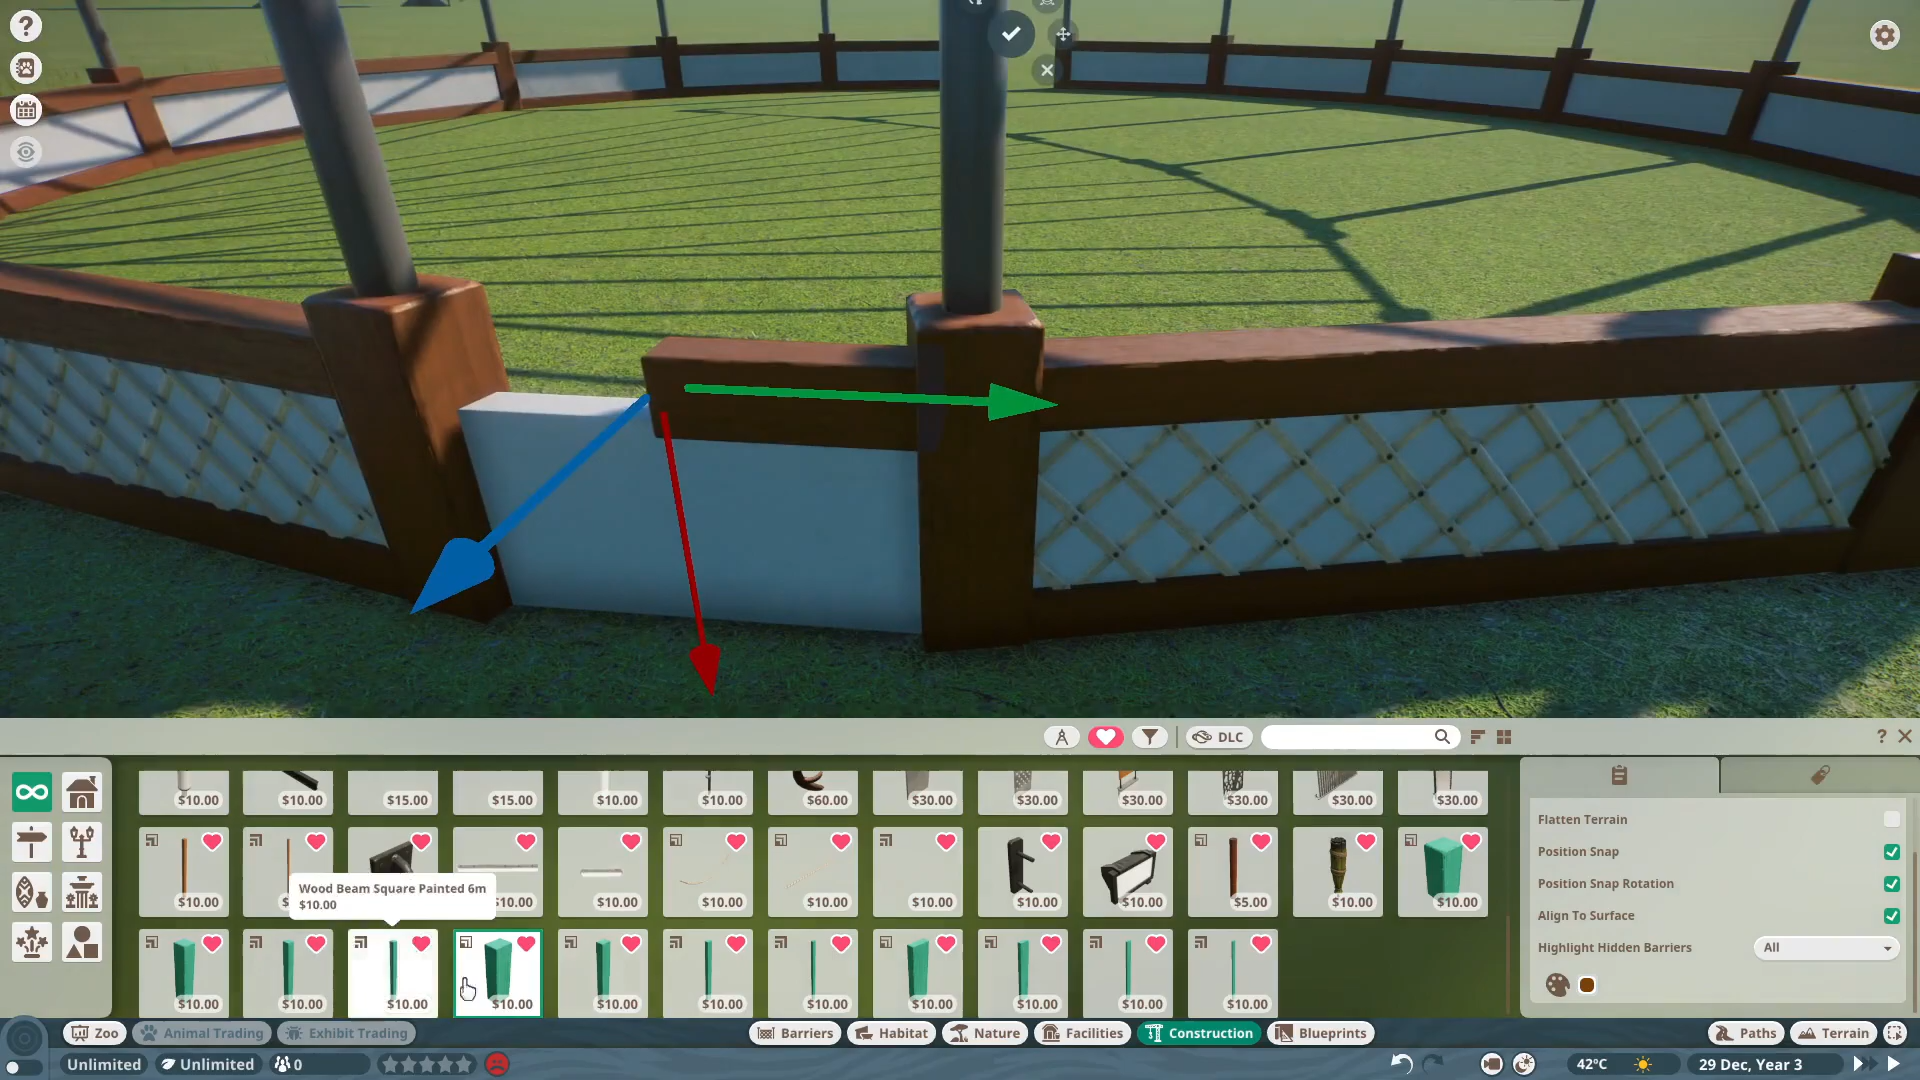 ?
DLC
?
$10.00 $10.00 $15.00 $15.00 $10.00 $10.00 $60.00 $30.00 $30.00 $30.00 $30.00 $30.00 $30.00
$10.00 $10.00 $10.00 $10.00 $10.00 $10.00 $10.00 $10.00 $5.00 $10.00 $10.00
Wood Beam Square Painted 6m
$10.00
$10.00 $10.00 $10.00 $10.00 $10.00 $10.00 $10.00 $10.00 $10.00 $10.00 $10.00
Flatten Terrain
Position Snap
Position Snap Rotation
Align To Surface
Highlight Hidden Barriers All
Zoo Animal Trading Exhibit Trading Barriers Habitat Nature Facilities Construction Blueprints Paths Terrain
Unlimited Unlimited 0 42°C 29 Dec, Year 3